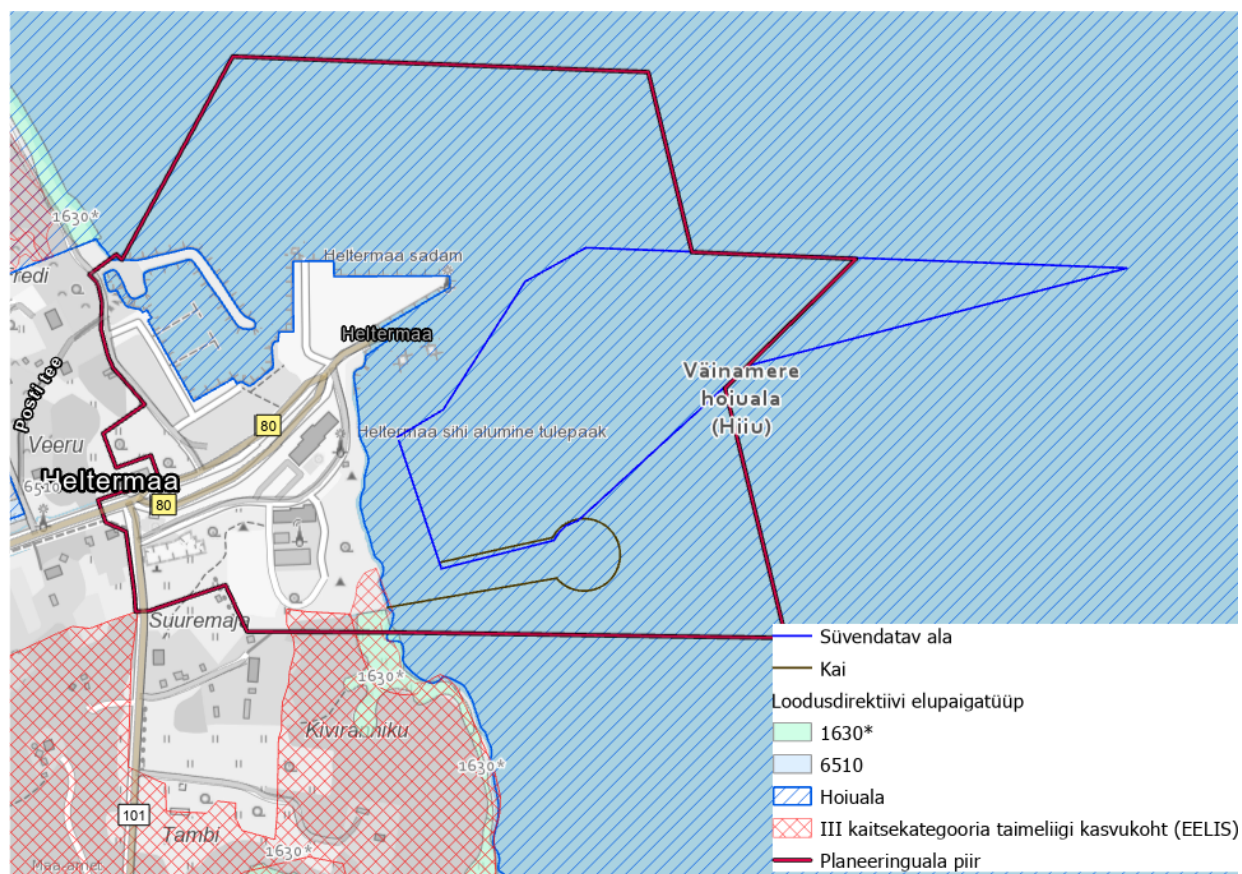 1630*
redi
Heltermaa sadam
Heltermaa
Posti tee
Väinamere
hoiuala
(Hiiu)
80
Heltermaa sihi alumine tulepaak
Veeru
6510
Heltermaa
80
Suuremaja
1630*
Kiviranniku
1630*
101
Tambi
1630*
Maa-amet
Süvendatav ala
Kai
Loodusdirektiivi elupaigatüüp
1630*
6510
Hoiuala
III kaitsekategooria taimeliigi kasvukoht (EELIS)
Planeeringuala piir